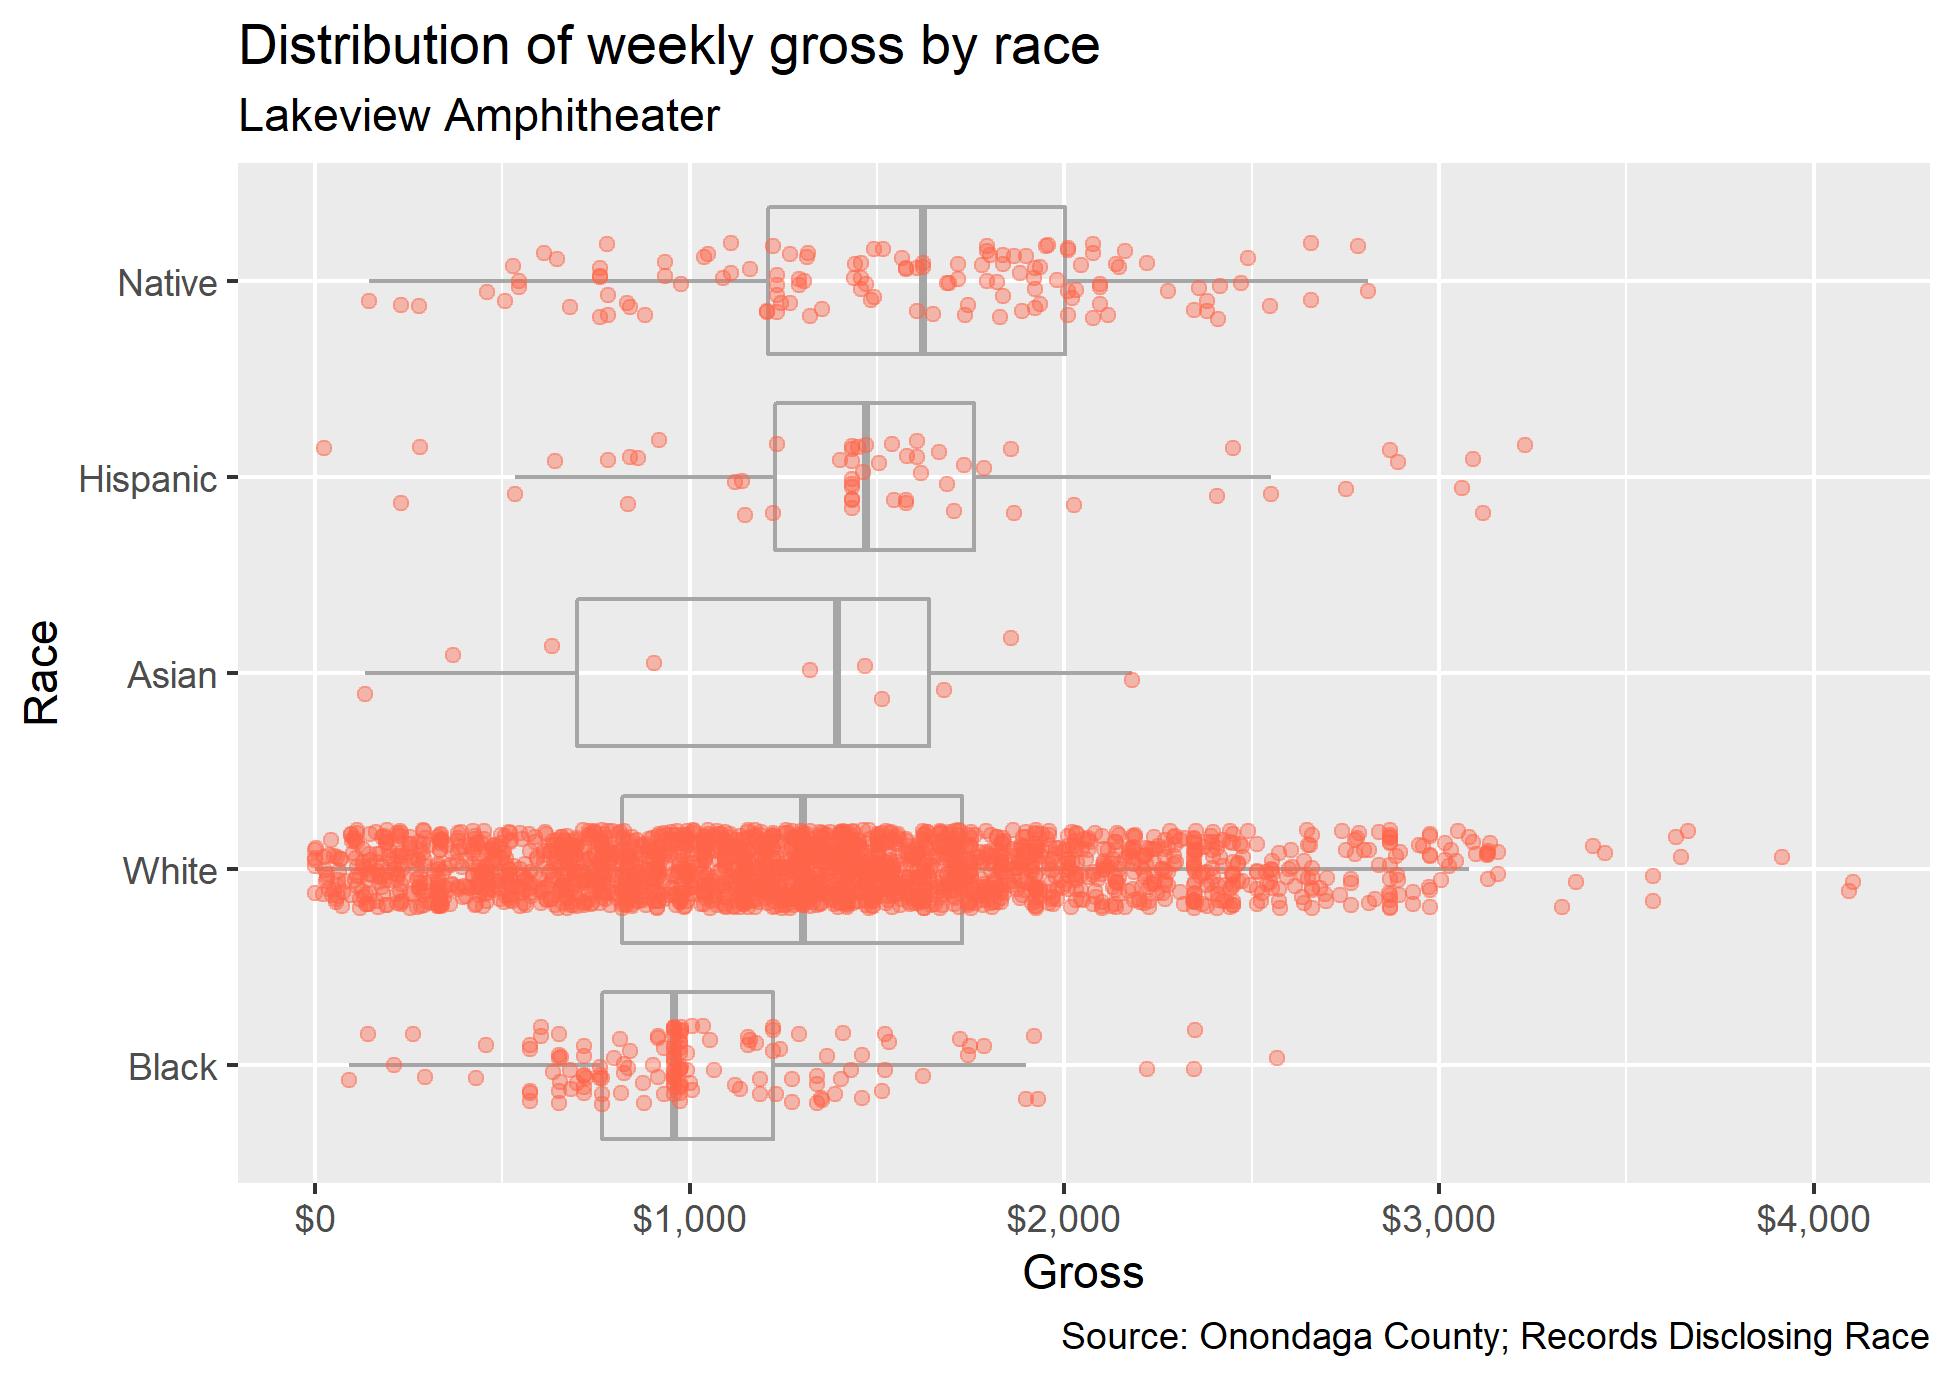 Distribution of weekly gross by race
Lakeview Amphitheater
Race
Native
Hispanic
Asian
White
Black
$0 $1,000 $2,000 $3,000 $4,000
Gross
Source: Onondaga County; Records Disclosing Race